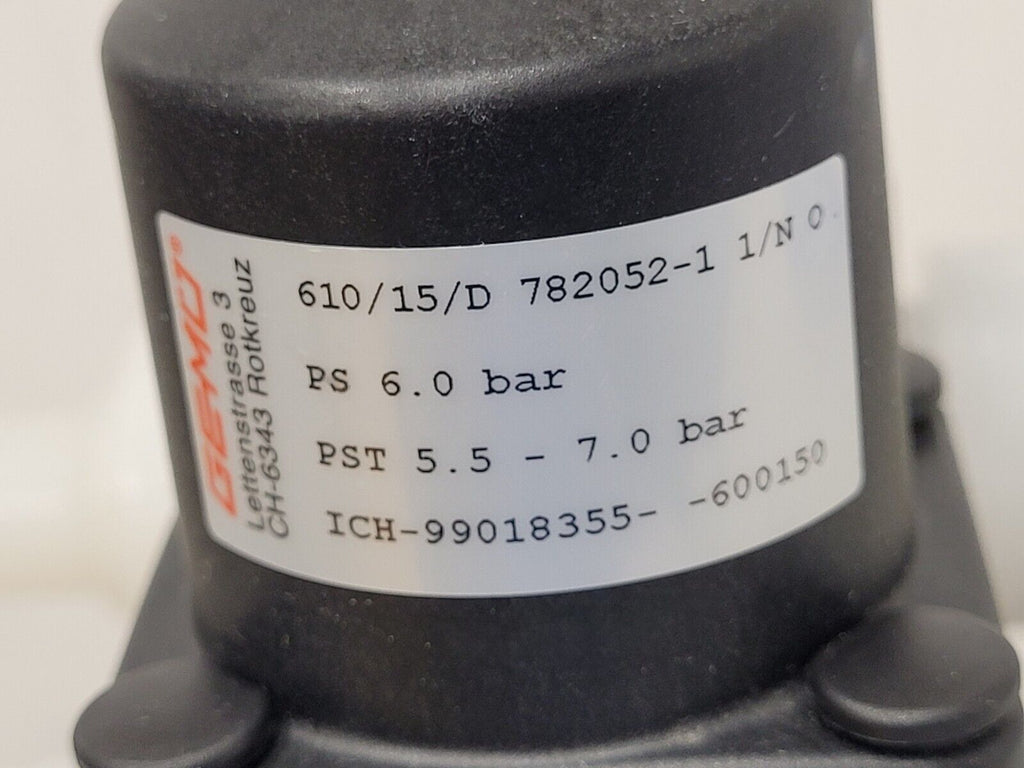 GEMÜ®
Lettenstrasse 3
CH-6343 Rotkreuz
610/15/D 782052-1 1/N 0
PS 6.0 bar
PST 5.5 - 7.0 bar
ICH-99018355- -600150